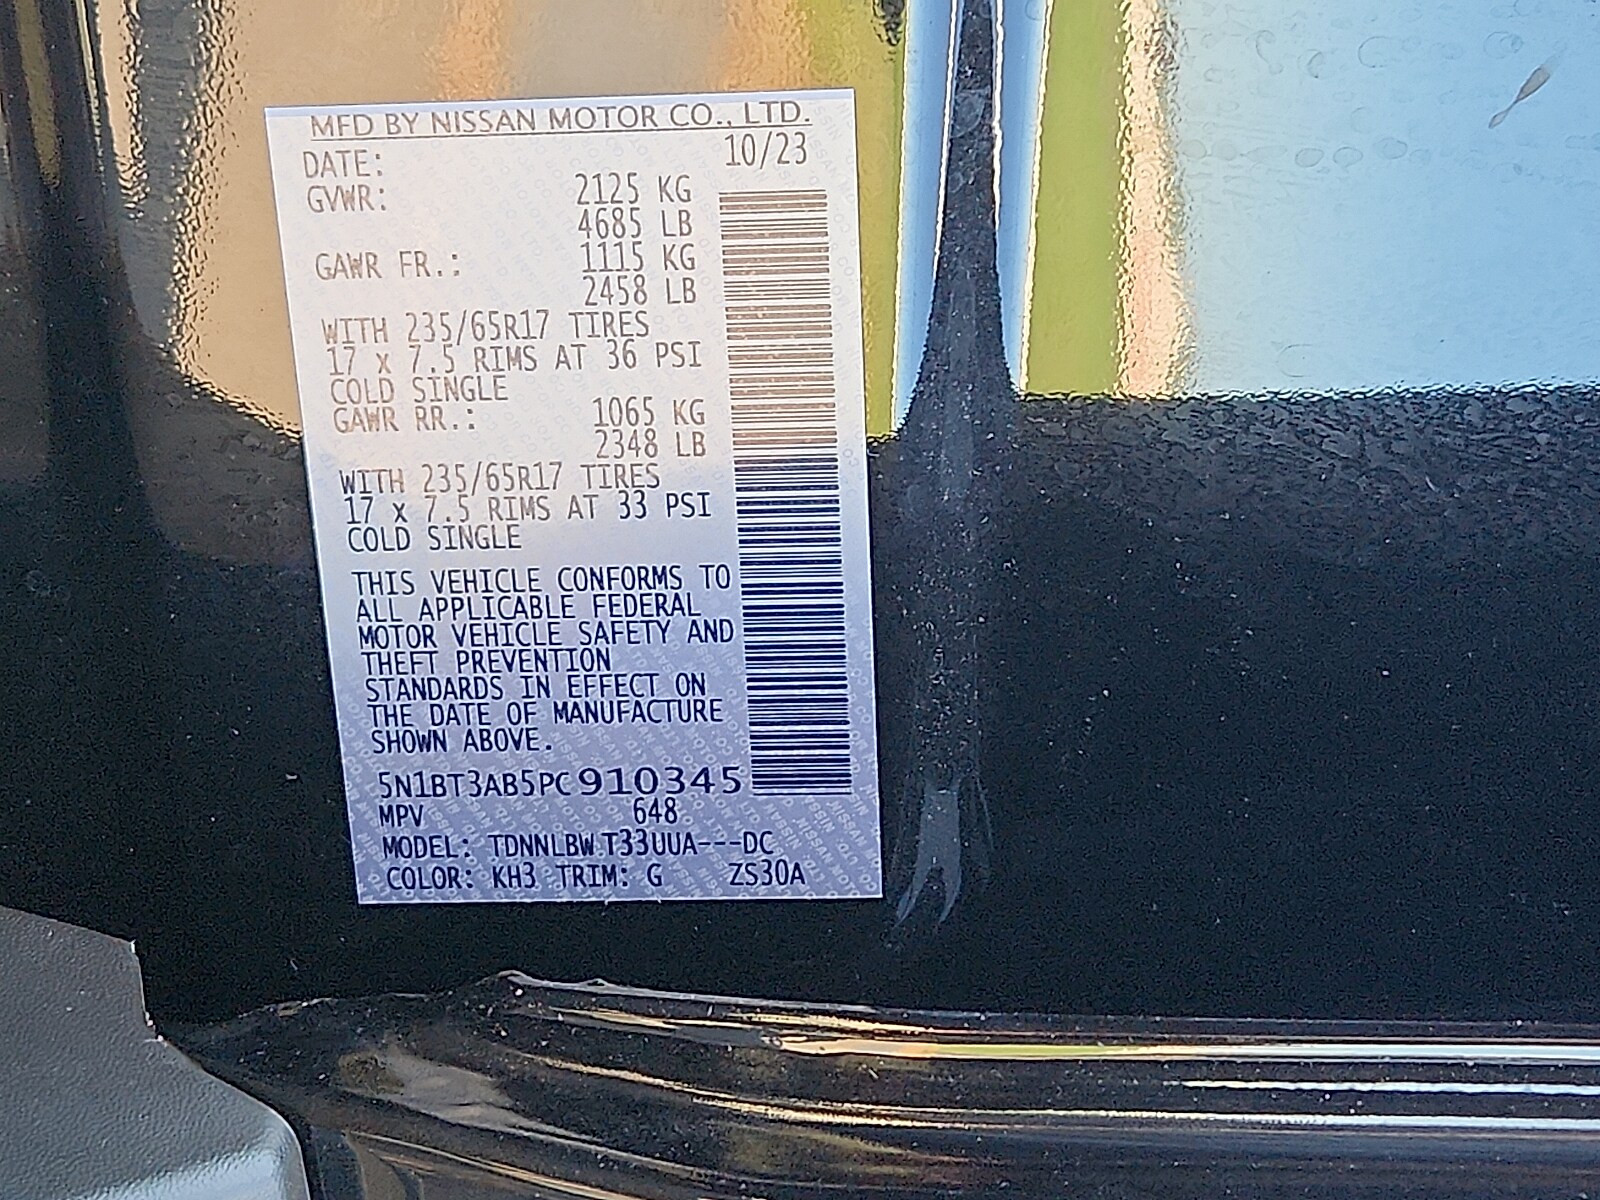 MFD BY NISSAN MOTOR CO., LTD.
DATE: 10/23
GVWR: 2125 KG
4685 LB
GAWR FR.: 1115 KG
2458 LB
WITH 235/65R17 TIRES
17 x 7.5 RIMS AT 36 PSI
COLD SINGLE
GAWR RR.: 1065 KG
2348 LB
WITH 235/65R17 TIRES
17 x 7.5 RIMS AT 33 PSI
COLD SINGLE
THIS VEHICLE CONFORMS TO
ALL APPLICABLE FEDERAL
MOTOR VEHICLE SAFETY AND
THEFT PREVENTION
STANDARDS IN EFFECT ON
THE DATE OF MANUFACTURE
SHOWN ABOVE.
5N1BT3AB5PC910345
MPV 648
MODEL: TDNNLBW T33UUA---DC
COLOR: KH3 TRIM: G ZS30A